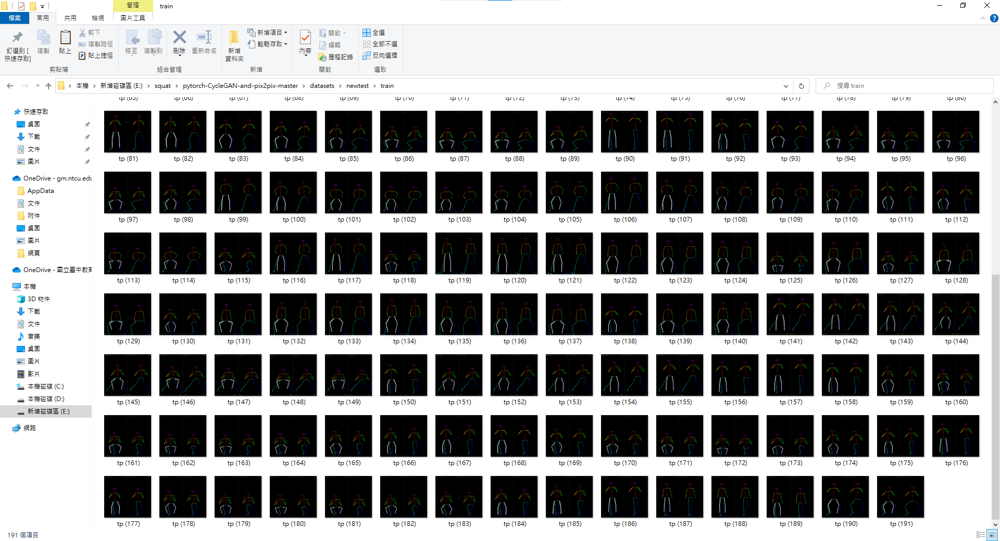 管理
train
檔案
常用
共用
檢視
圖片工具
釘選到 [
快速存取]
複製
貼上
剪下
複製路徑
貼上捷徑
剪貼簿
移至
複製到
刪除
重新命名
組合管理
新增
資料夾
新增項目
輕鬆存取
新增
內容
開啟
編輯
歷程記錄
開啟
全選
全部不選
反向選擇
選取
本機 › 新增磁碟區 (E:) › squat › pytorch-CycleGAN-and-pix2pix-master › datasets › newtest › train
搜尋 train
快速存取
桌面
下載
文件
圖片
OneDrive - gm.ntcu.edu
AppData
文件
附件
桌面
圖片
網頁
OneDrive - 國立臺中教育
本機
3D 物件
下載
文件
音樂
桌面
圖片
影片
本機磁碟 (C:)
本機磁碟 (D:)
新增磁碟區 (E:)
網路
tp (65) tp (66) tp (67) tp (68) tp (69) tp (70) tp (71) tp (72) tp (73) tp (74) tp (75) tp (76) tp (77) tp (78) tp (79) tp (80)
tp (81) tp (82) tp (83) tp (84) tp (85) tp (86) tp (87) tp (88) tp (89) tp (90) tp (91) tp (92) tp (93) tp (94) tp (95) tp (96)
tp (97) tp (98) tp (99) tp (100) tp (101) tp (102) tp (103) tp (104) tp (105) tp (106) tp (107) tp (108) tp (109) tp (110) tp (111) tp (112)
tp (113) tp (114) tp (115) tp (116) tp (117) tp (118) tp (119) tp (120) tp (121) tp (122) tp (123) tp (124) tp (125) tp (126) tp (127) tp (128)
tp (129) tp (130) tp (131) tp (132) tp (133) tp (134) tp (135) tp (136) tp (137) tp (138) tp (139) tp (140) tp (141) tp (142) tp (143) tp (144)
tp (145) tp (146) tp (147) tp (148) tp (149) tp (150) tp (151) tp (152) tp (153) tp (154) tp (155) tp (156) tp (157) tp (158) tp (159) tp (160)
tp (161) tp (162) tp (163) tp (164) tp (165) tp (166) tp (167) tp (168) tp (169) tp (170) tp (171) tp (172) tp (173) tp (174) tp (175) tp (176)
tp (177) tp (178) tp (179) tp (180) tp (181) tp (182) tp (183) tp (184) tp (185) tp (186) tp (187) tp (188) tp (189) tp (190) tp (191)
191 個項目